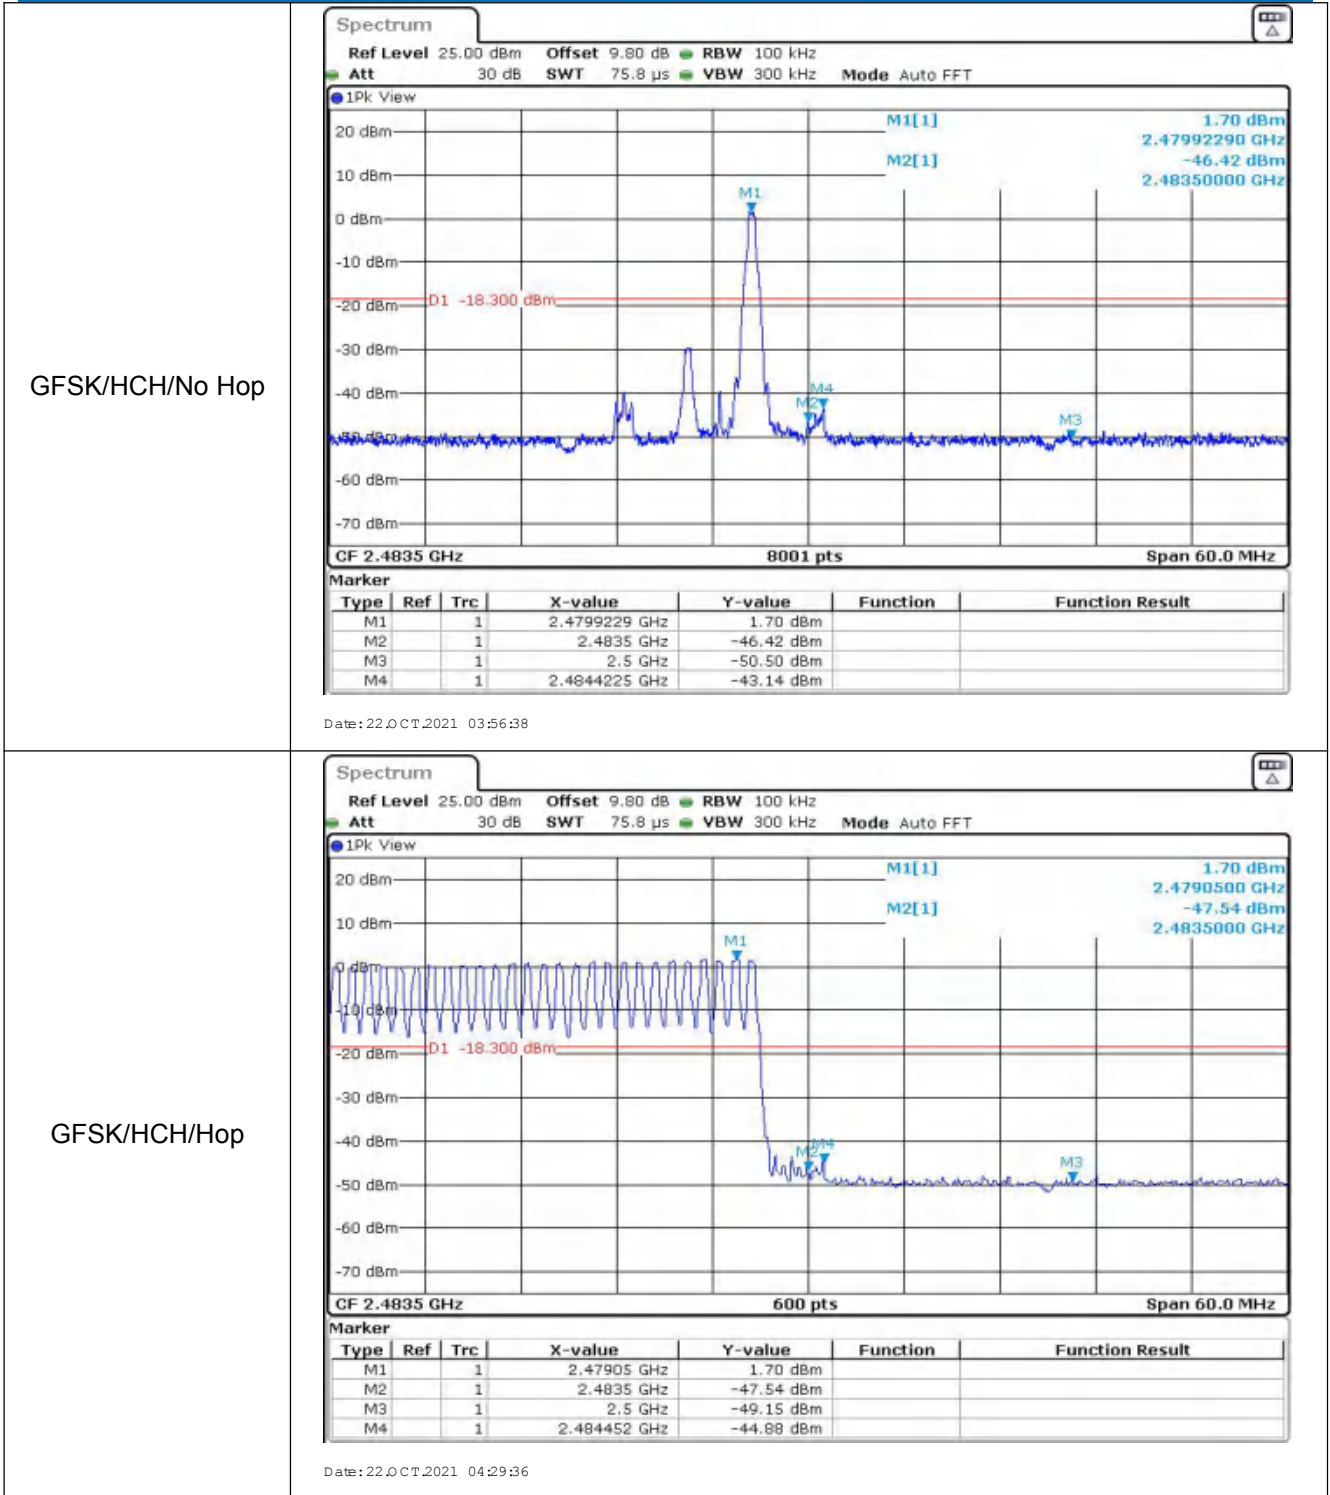 GFSK/HCH/No Hop
Spectrum
Ref Level 25.00 dBm Offset 9.80 dB RBW 100 kHz
Att 30 dB SWT 75.8 µs VBW 300 kHz Mode Auto FFT
1Pk View
M1[1] 1.70 dBm
2.47992290 GHz
M2[1] -46.42 dBm
2.48350000 GHz
20 dBm
10 dBm
M1
0 dBm
-10 dBm
D1 -18.300 dBm
-20 dBm
-30 dBm
-40 dBm
M4
M2
M3
-50 dBm
-60 dBm
-70 dBm
CF 2.4835 GHz 8001 pts Span 60.0 MHz
Marker
Type Ref Trc X-value Y-value Function Function Result
M1 1 2.4799229 GHz 1.70 dBm
M2 1 2.4835 GHz -46.42 dBm
M3 1 2.5 GHz -50.50 dBm
M4 1 2.4844225 GHz -43.14 dBm
Date: 22.OCT.2021 03:56:38
GFSK/HCH/Hop
Spectrum
Ref Level 25.00 dBm Offset 9.80 dB RBW 100 kHz
Att 30 dB SWT 75.8 µs VBW 300 kHz Mode Auto FFT
1Pk View
M1[1] 1.70 dBm
2.4790500 GHz
M2[1] -47.54 dBm
2.4835000 GHz
20 dBm
10 dBm
M1
0 dBm
-10 dBm
D1 -18.300 dBm
-20 dBm
-30 dBm
-40 dBm
M2 M4
M3
-50 dBm
-60 dBm
-70 dBm
CF 2.4835 GHz 600 pts Span 60.0 MHz
Marker
Type Ref Trc X-value Y-value Function Function Result
M1 1 2.47905 GHz 1.70 dBm
M2 1 2.4835 GHz -47.54 dBm
M3 1 2.5 GHz -49.15 dBm
M4 1 2.484452 GHz -44.88 dBm
Date: 22.OCT.2021 04:29:36